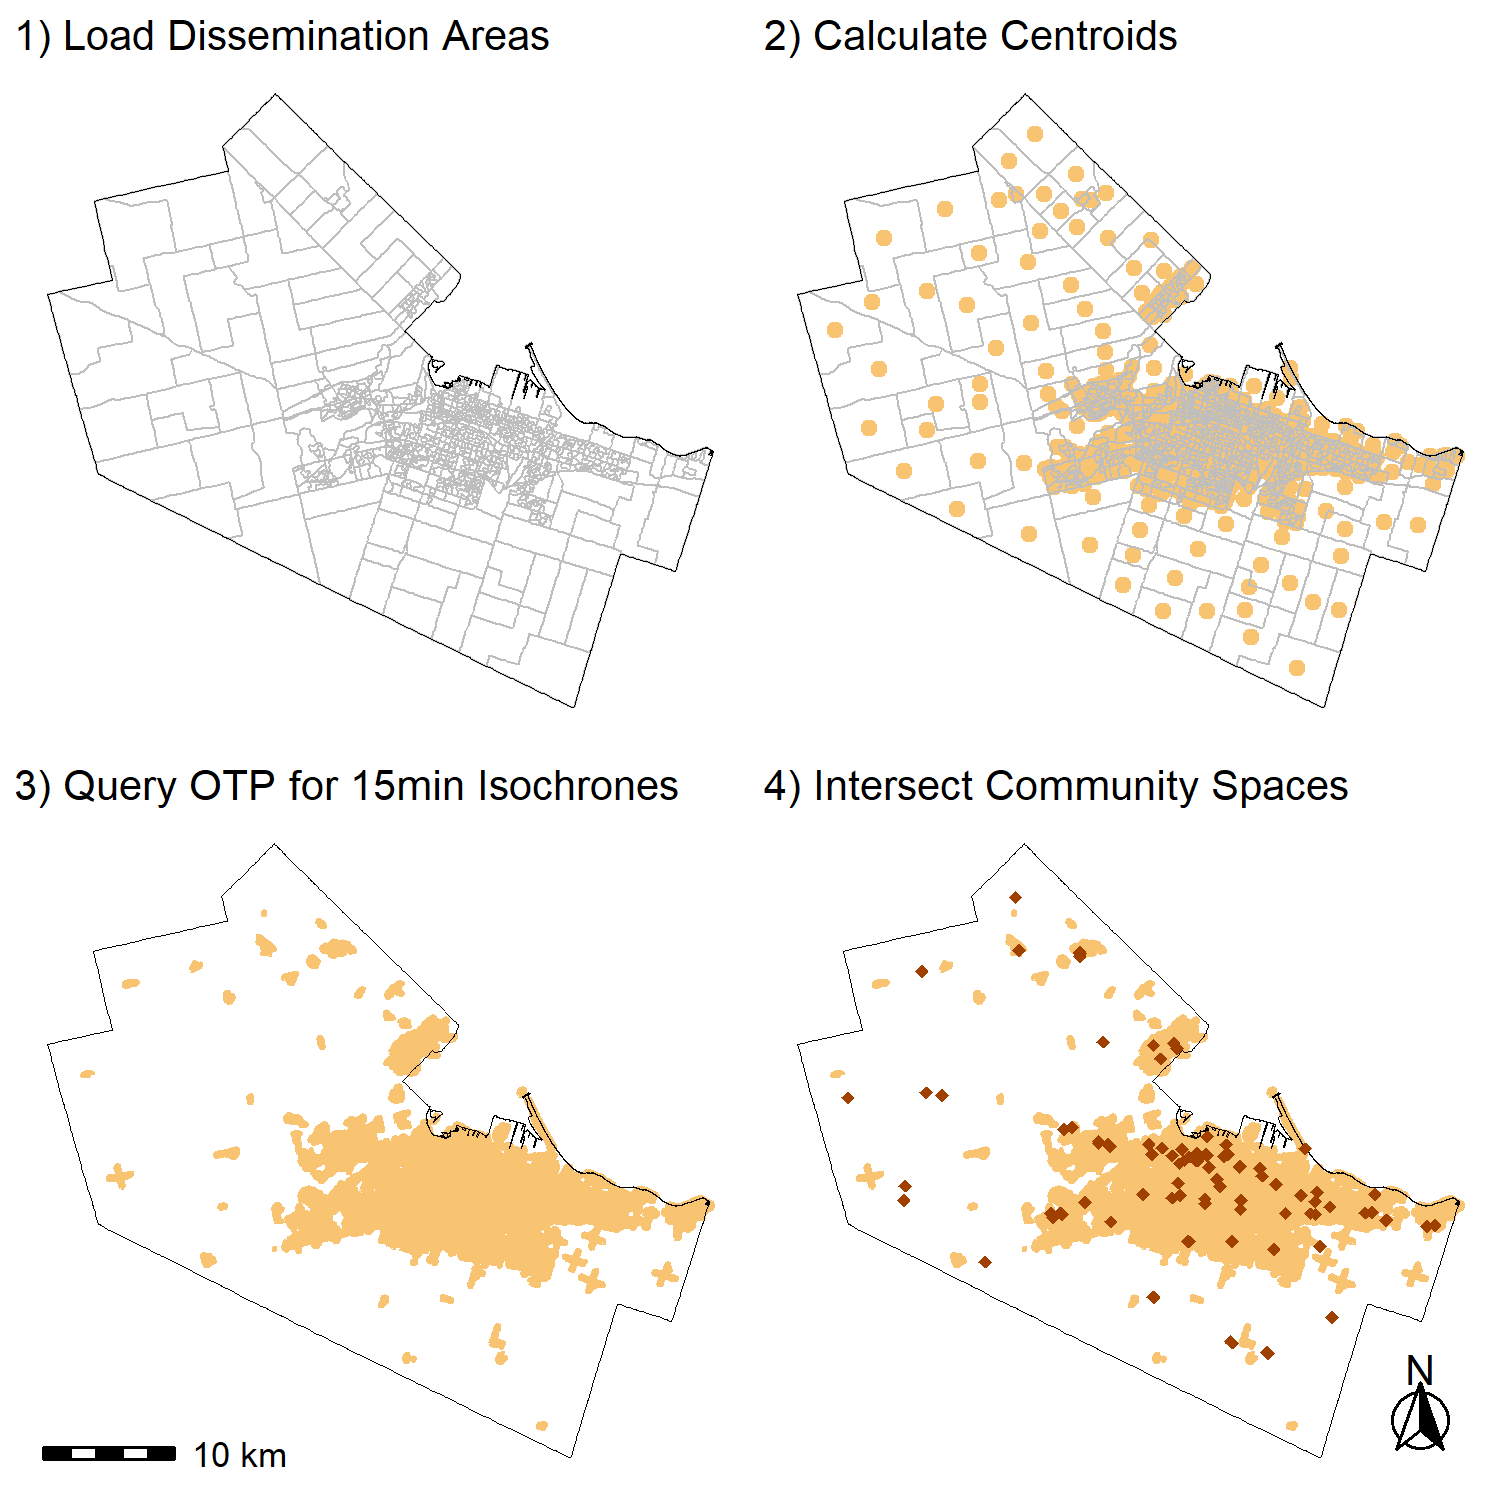 1) Load Dissemination Areas
2) Calculate Centroids
3) Query OTP for 15min Isochrones
4) Intersect Community Spaces
N
10 km